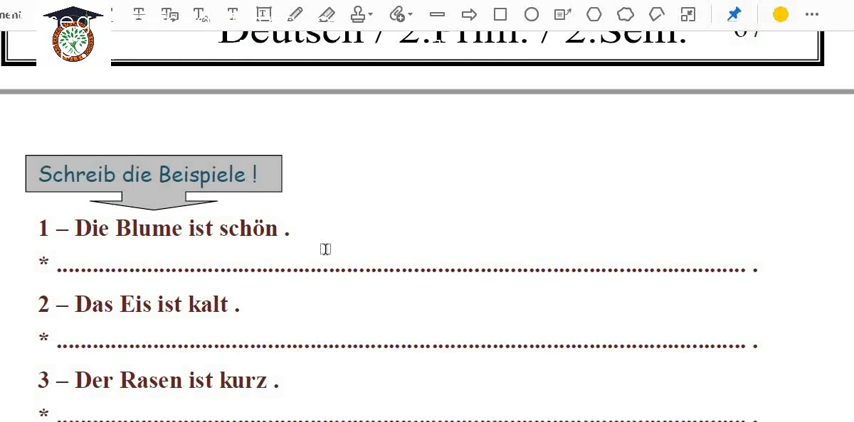 Deutsch / 2.Prim. / 2.Sem. 67
Schreib die Beispiele !
1 – Die Blume ist schön .
* ........................................................................................................................ .
2 – Das Eis ist kalt .
* ........................................................................................................................ .
3 – Der Rasen ist kurz .
* ........................................................................................................................ .